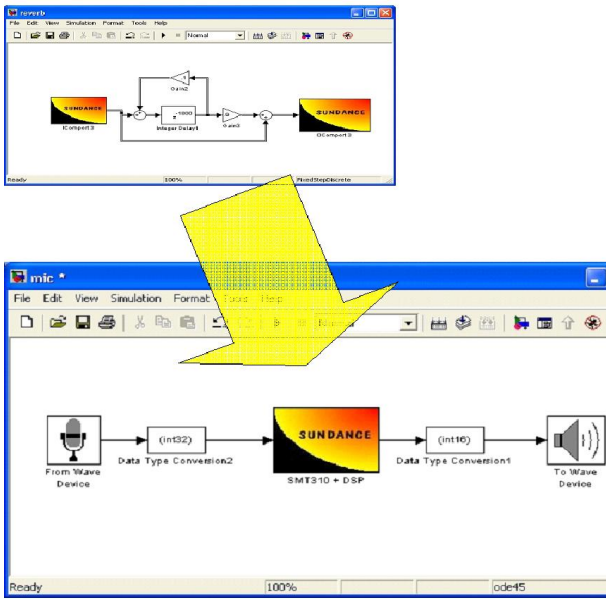 reverb
File Edit View Simulation Format Tools Help
Normal
SUNDANCE
IComport3
Gain2
-1000
z
Integer Delay8
Gain3
SUNDANCE
OComport3
Ready 100% FixedStepDiscrete
mic *
File Edit View Simulation Format Tools Help
SUNDANCE
(int32) (int16)
From Wave
Device
Data Type Conversion2
SMT310 + DSP
Data Type Conversion1
To Wave
Device
Ready 100% ode45